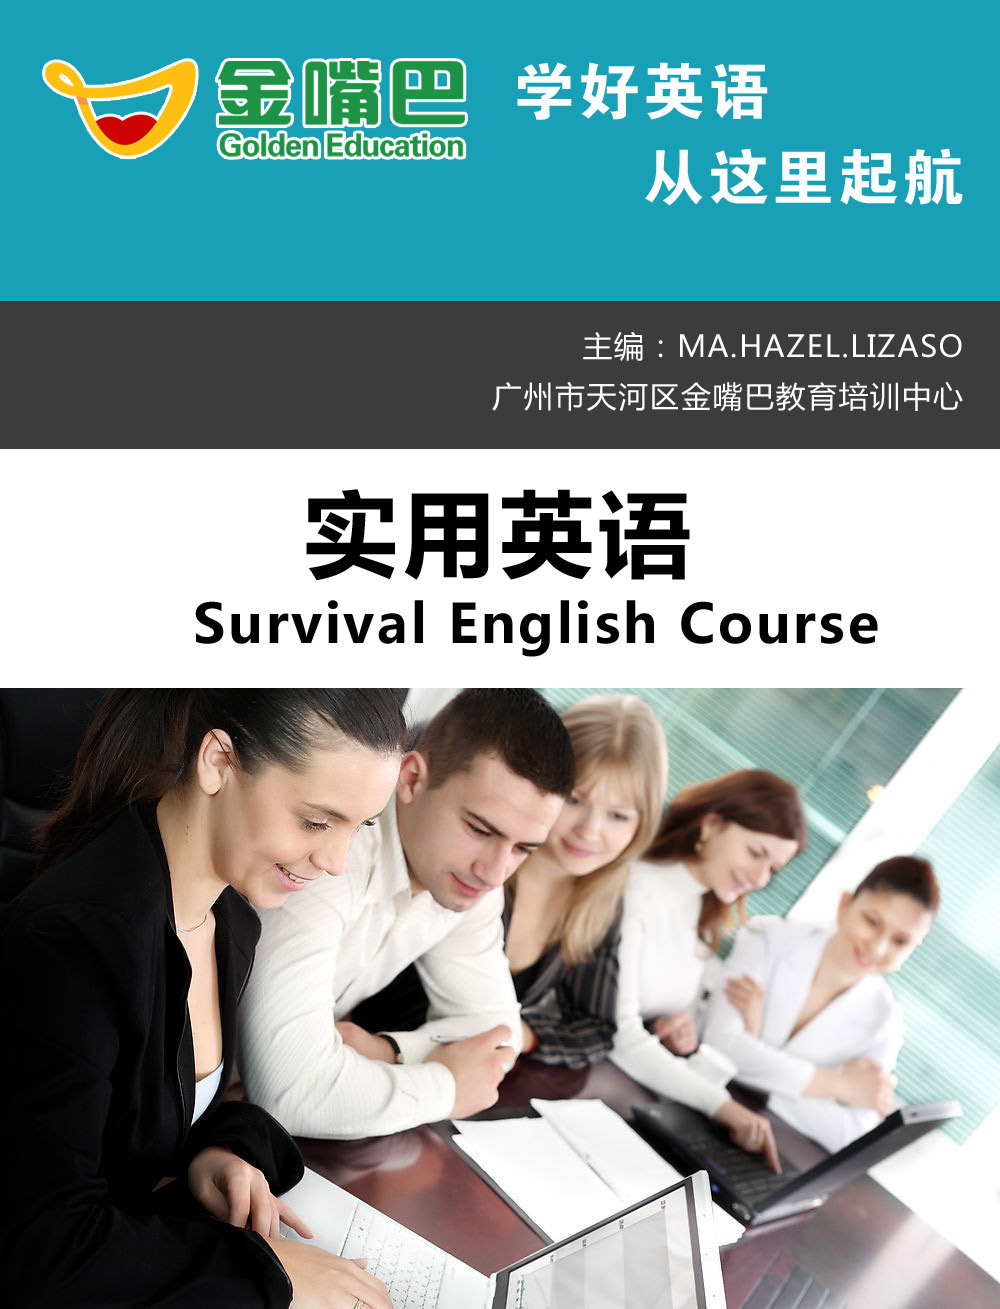 金嘴巴
Golden Education
学好英语
从这里起航
主编：MA.HAZEL.LIZASO
广州市天河区金嘴巴教育培训中心
实用英语
Survival English Course